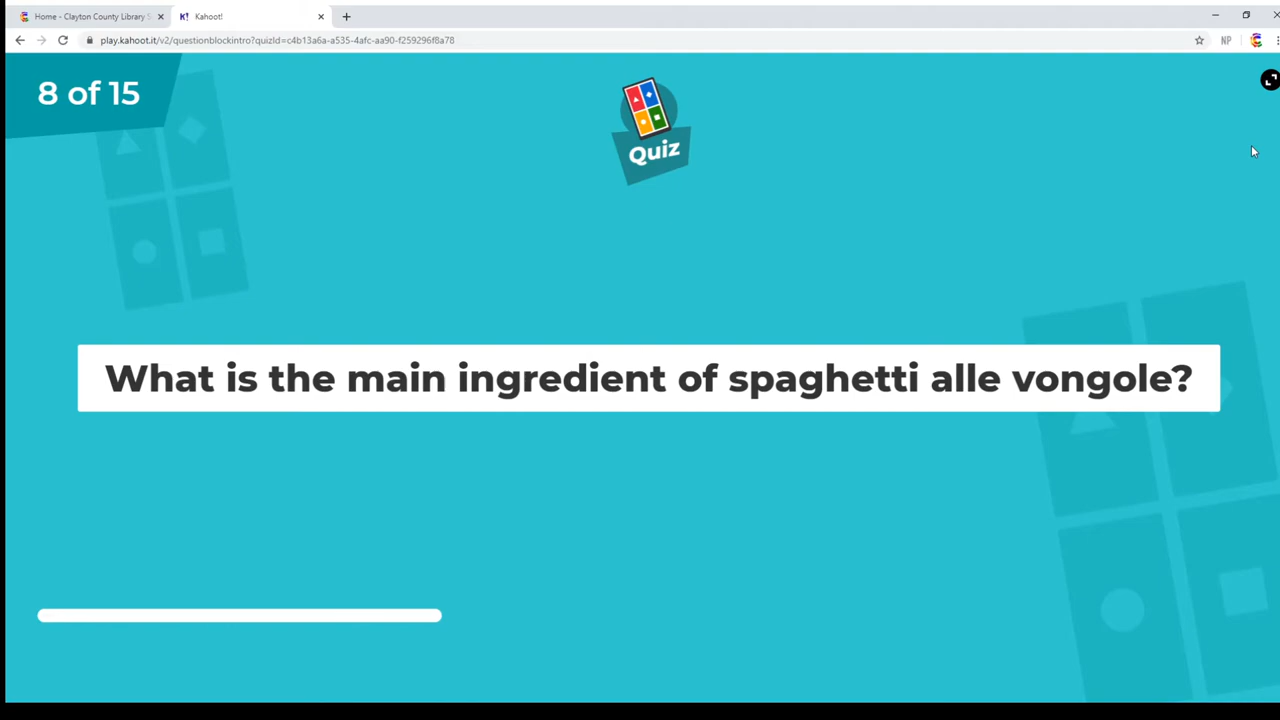 Home - Clayton County Library S
Kahoot!
play.kahoot.it/v2/questionblockintro?quizId=c4b13a6a-a535-4afc-aa90-f259296f8a78
NP
8 of 15
Quiz
What is the main ingredient of spaghetti alle vongole?